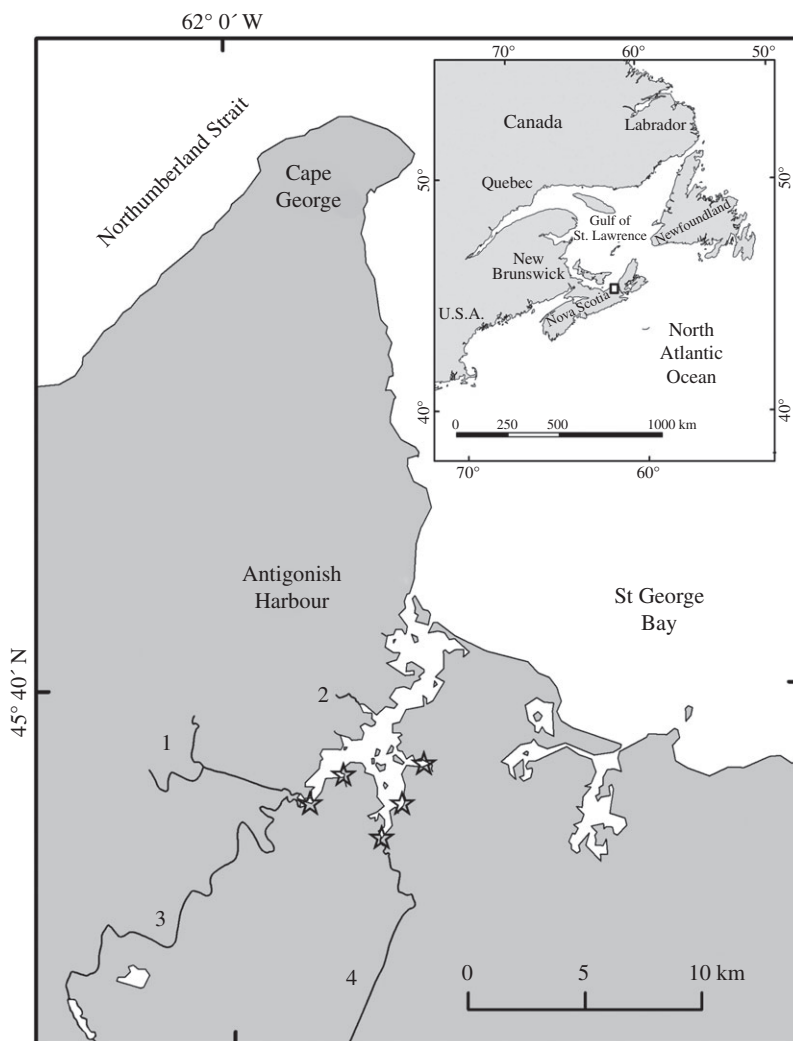 62° 0´ W
Northumberland Strait
Cape
George
70°
60°
50°
Canada
Labrador
50°
50°
Quebec
Gulf of
St. Lawrence
Newfoundland
New
Brunswick
Nova Scotia
U.S.A.
North
Atlantic
Ocean
40°
40°
0
250
500
1000 km
70°
60°
Antigonish
Harbour
St George
Bay
45° 40´ N
2
1
3
4
0
5
10 km